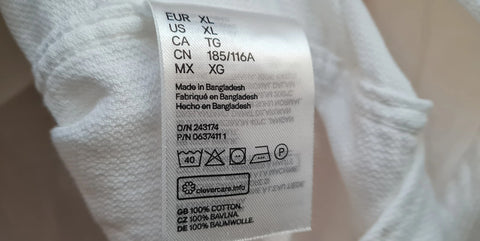 EUR XL
US XL
CA TG
CN 185/116A
MX XG
Made in Bangladesh
Fabriqué en Bangladesh
Hecho en Bangladesh
O/N 243174
P/N 0637411 1
40 P
clevercare.info
GB 100% COTTON.
CZ 100% BAVLNA
DE 100% BAUMWOLLE.